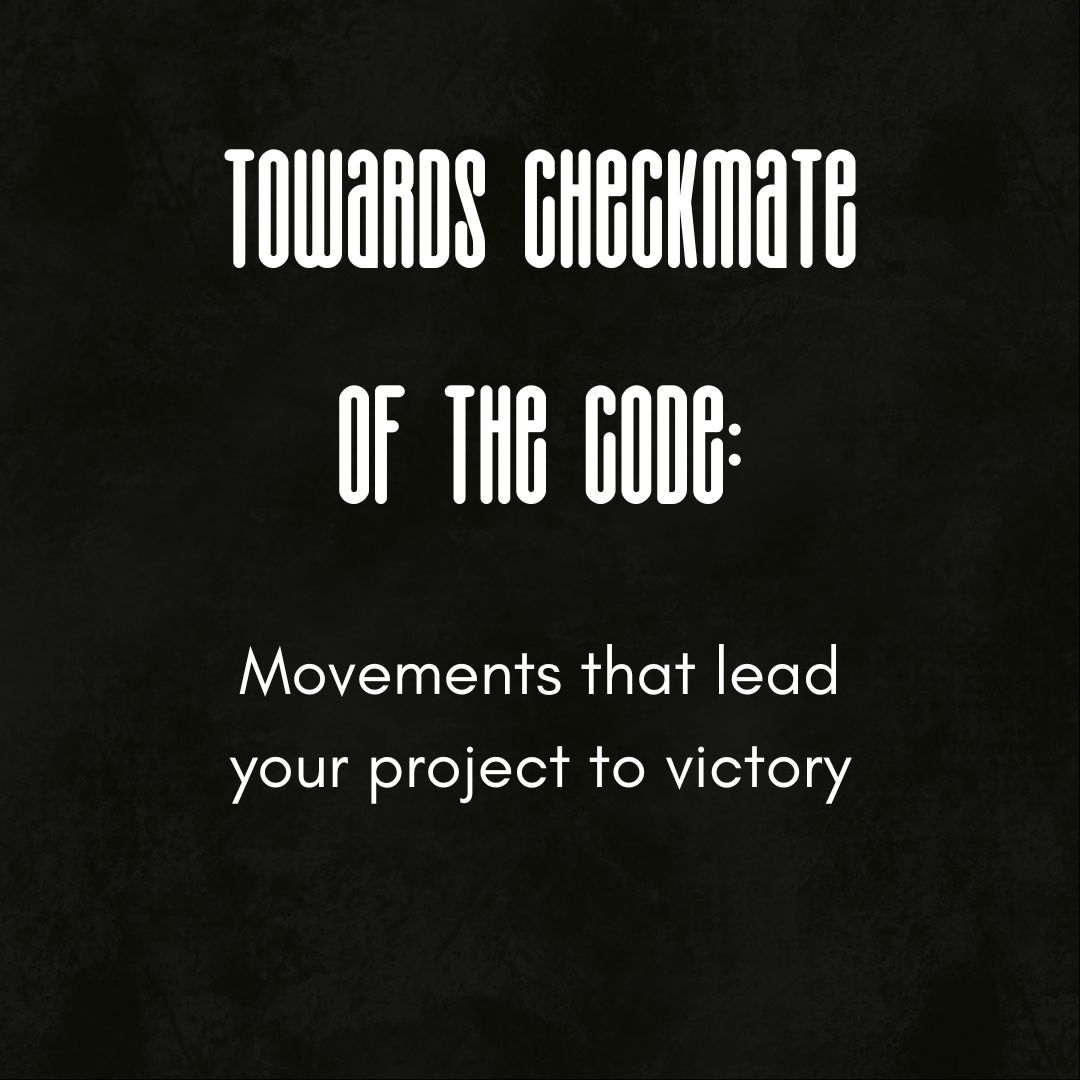 TOWARDS CHECKMATE
OF THE CODE:
Movements that lead
your project to victory